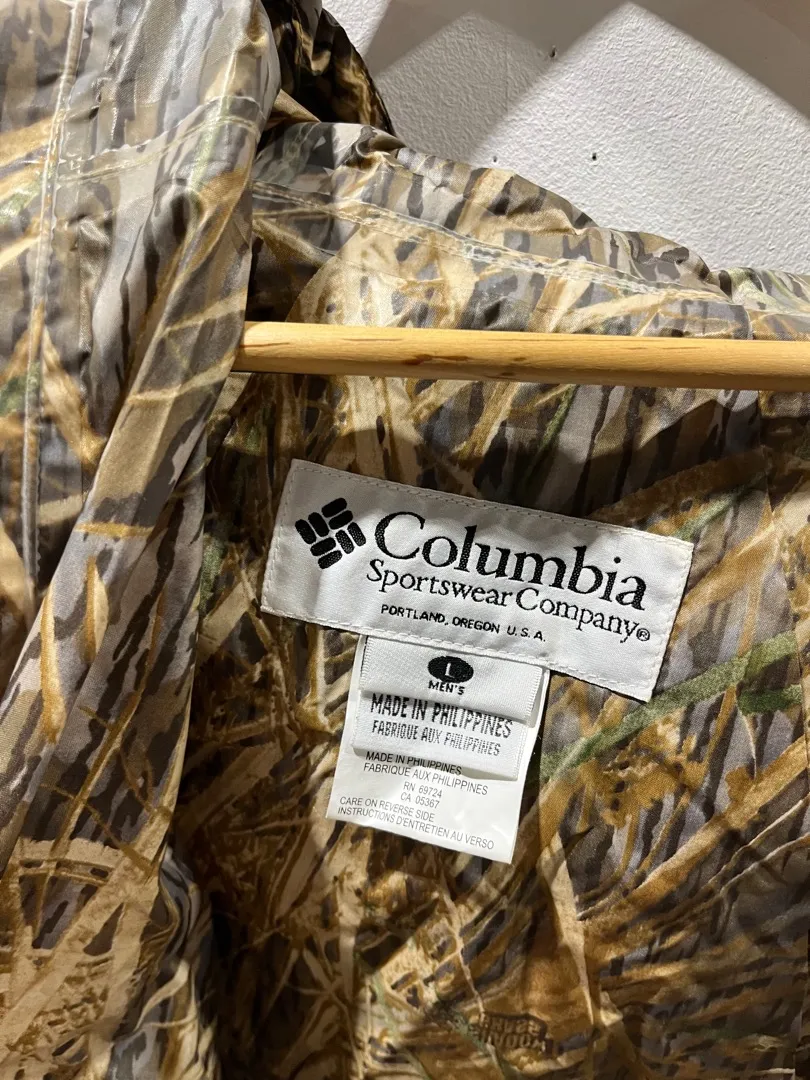 Columbia
Sportswear Company®
PORTLAND, OREGON U.S.A.
L
MEN'S
MADE IN PHILIPPINES
FABRIQUE AUX PHILIPPINES
MADE IN PHILIPPINES
FABRIQUE AUX PHILIPPINES
RN 69724
CA 05367
CARE ON REVERSE SIDE
INSTRUCTIONS D'ENTRETIEN AU VERSO